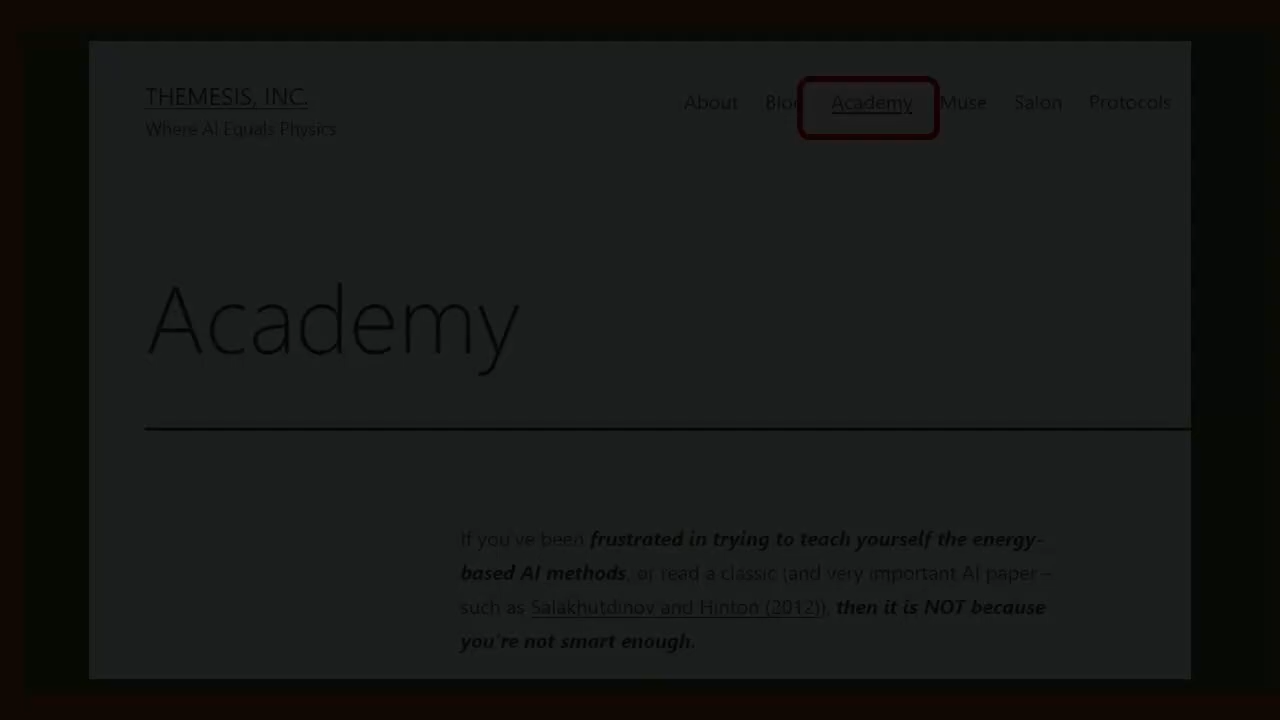 THEMESIS, INC.
Where AI Equals Physics
About Blog Academy Muse Salon Protocols
Academy
If you've been frustrated in trying to teach yourself the energy-
based AI methods, or read a classic (and very important AI paper –
such as Salakhutdinov and Hinton (2012)), then it is NOT because
you're not smart enough.